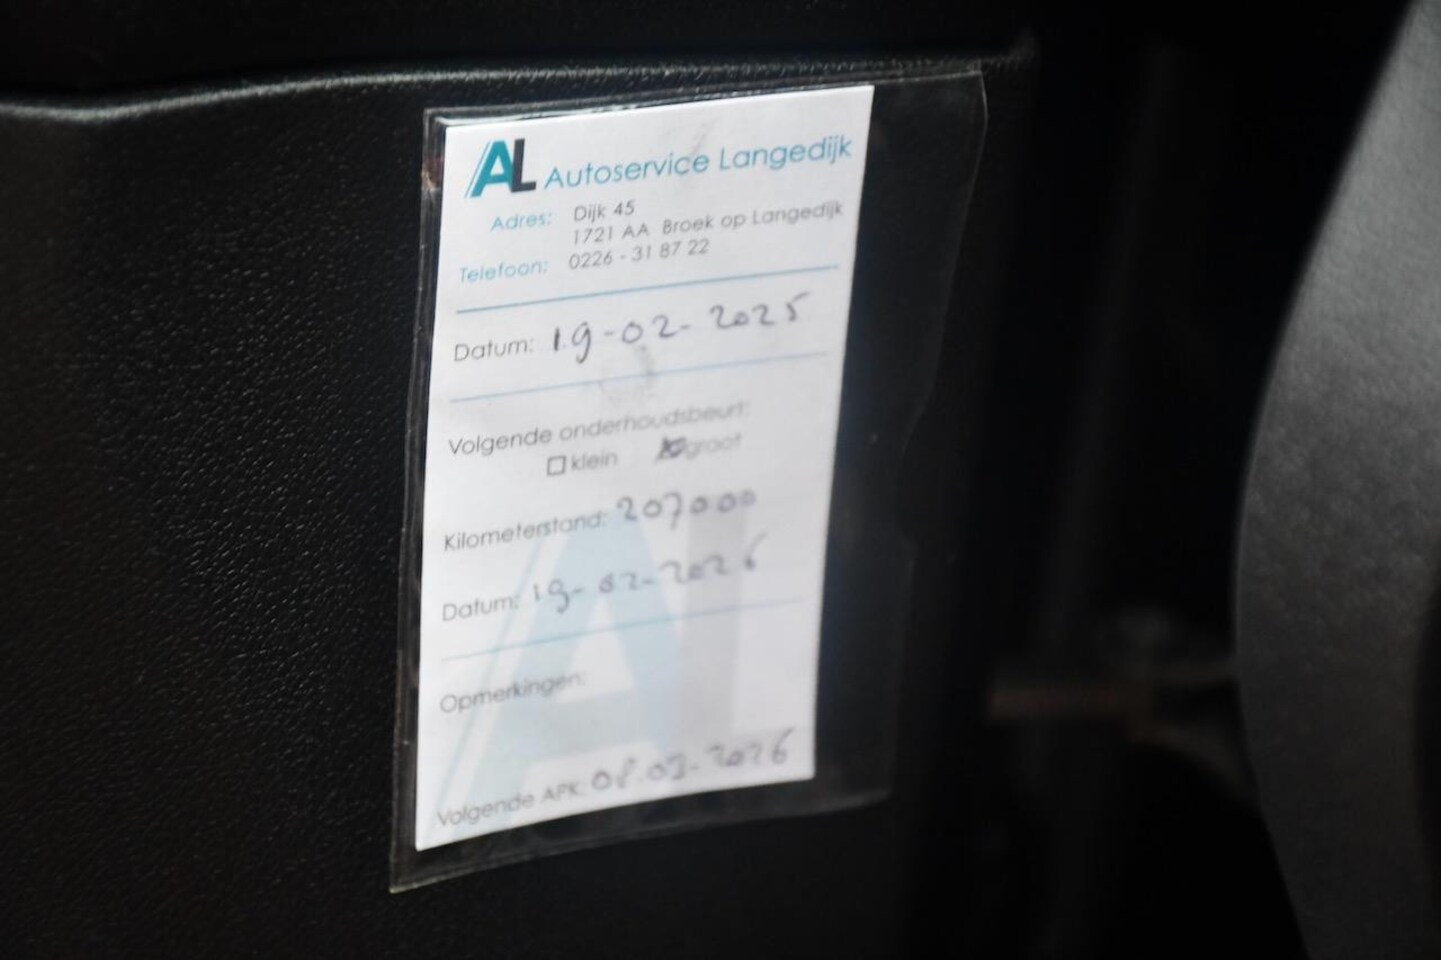 AL Autoservice Langedijk
Adres: Dijk 45
1721 AA Broek op Langedijk
Telefoon: 0226 - 31 87 22
Datum: 19-02-2025
Volgende onderhoudsbeurt:
klein groot
Kilometerstand: 207000
Datum: 19-02-2026
Opmerkingen:
Volgende APK: 08.03.2026
AL